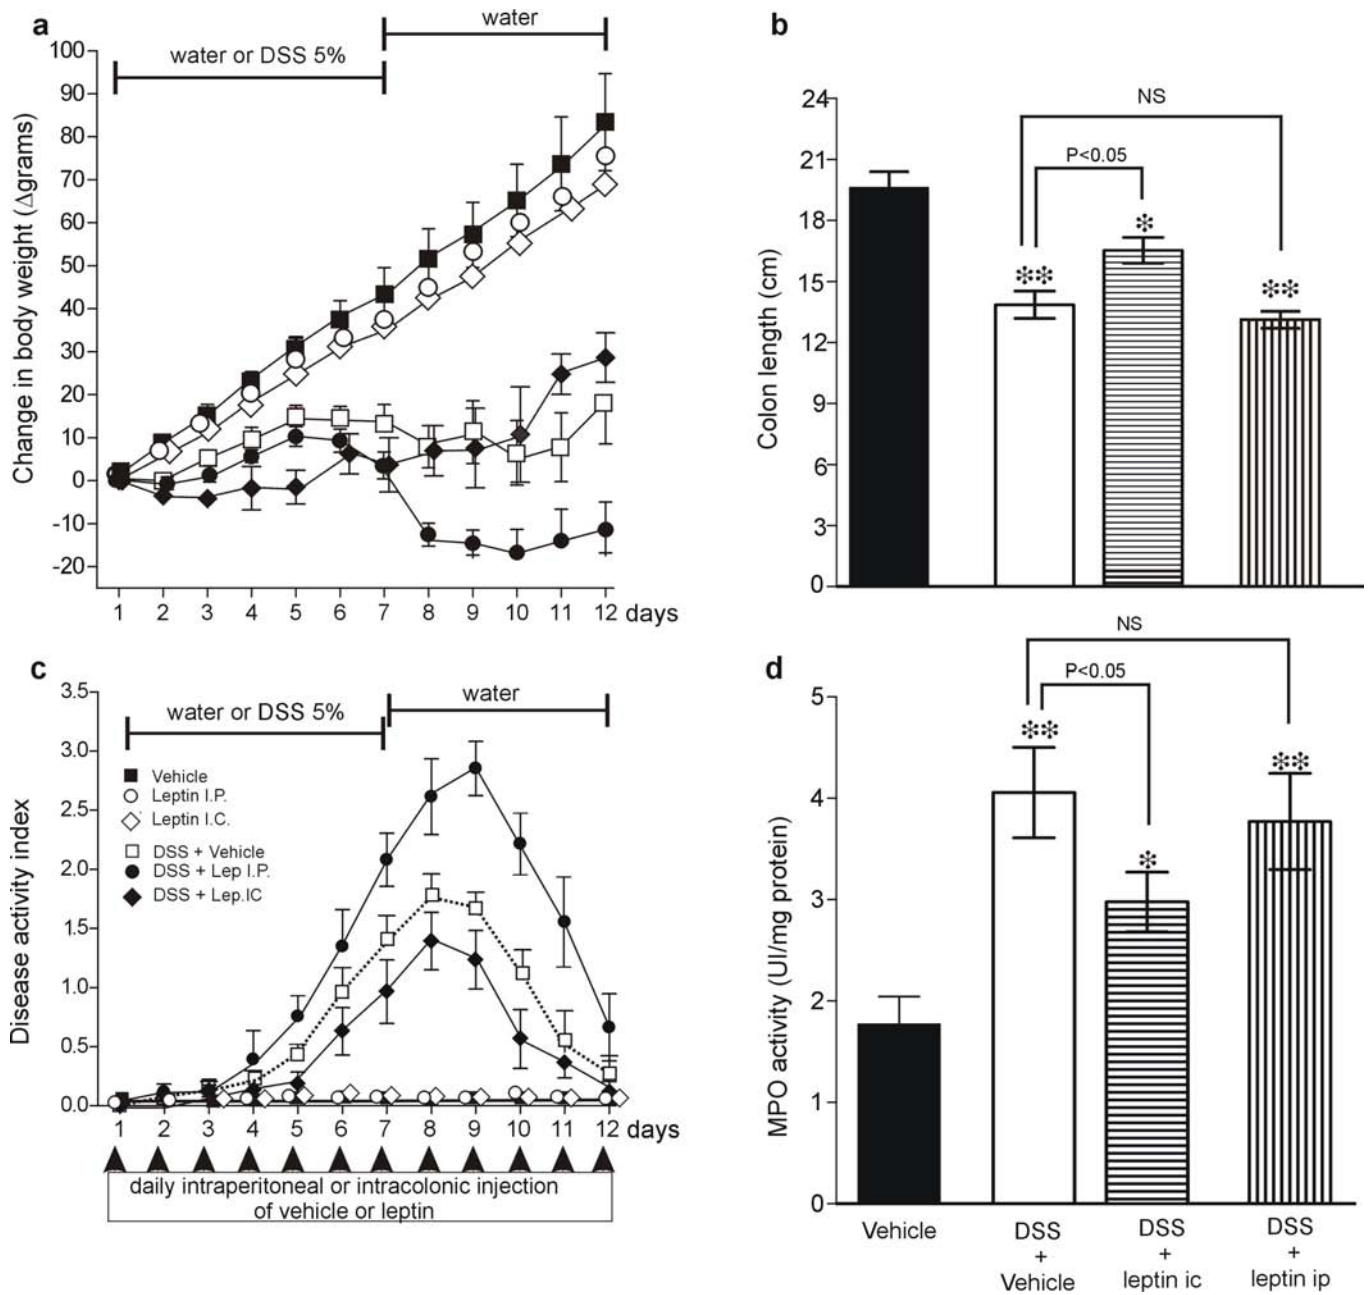 a
water
water or DSS 5%
Change in body weight (Δgrams)
100
90
80
70
60
50
40
30
20
10
0
-10
-20
1 2 3 4 5 6 7 8 9 10 11 12 days
b
NS
P<0.05
Colon length (cm)
24
21
18
15
12
9
6
3
0
*
**
**
c
water
water or DSS 5%
Disease activity index
3.5
3.0
2.5
2.0
1.5
1.0
0.5
0.0
Vehicle
Leptin I.P.
Leptin I.C.
DSS + Vehicle
DSS + Lep I.P.
DSS + Lep.IC
1 2 3 4 5 6 7 8 9 10 11 12 days
daily intraperitoneal or intracolonic injection
of vehicle or leptin
d
NS
P<0.05
MPO activity (UI/mg protein)
5
4
3
2
1
0
**
**
*
Vehicle
DSS
+
Vehicle
DSS
+
leptin ic
DSS
+
leptin ip